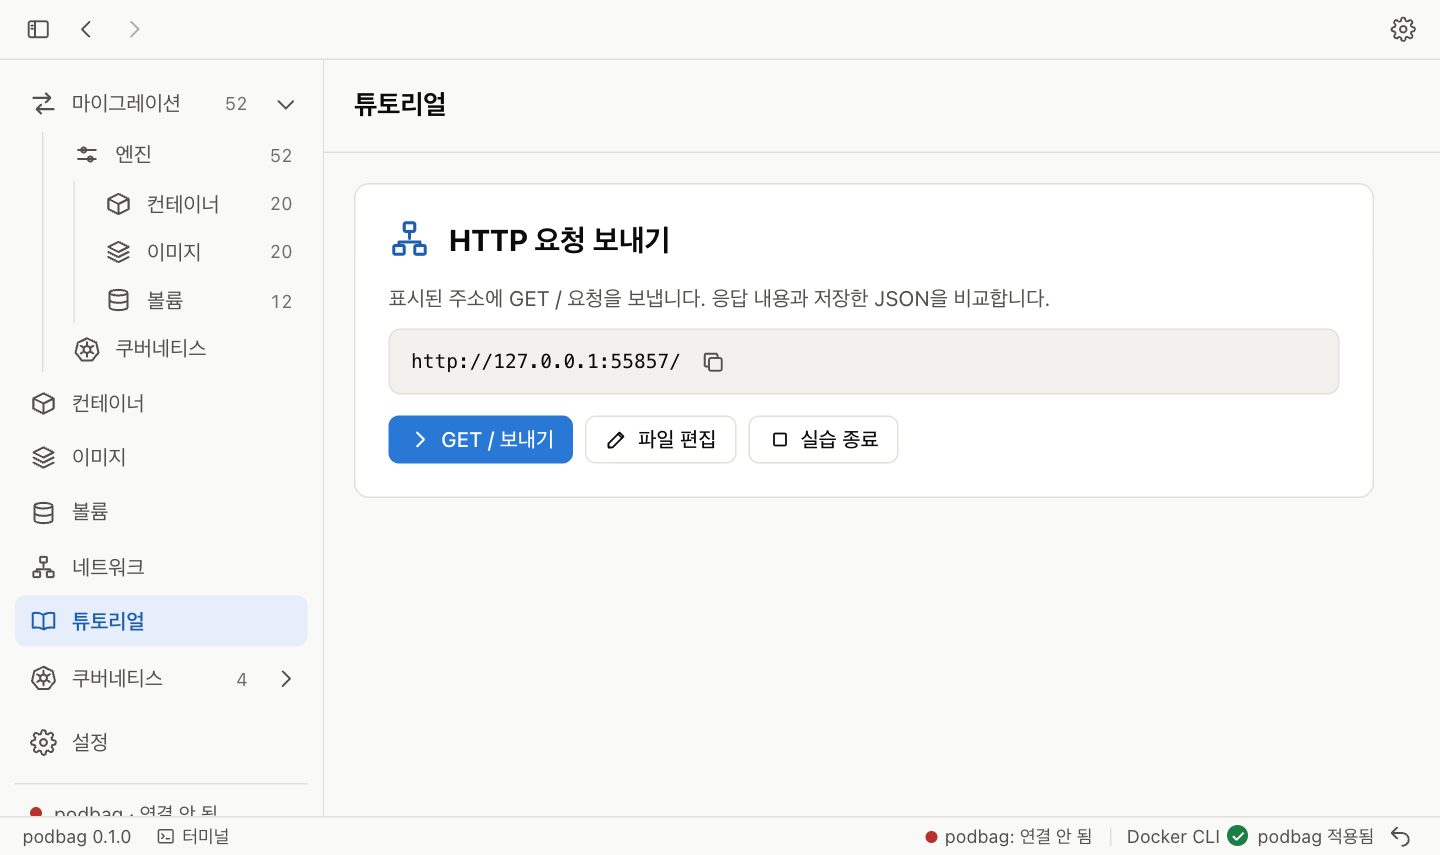 마이그레이션 52
엔진 52
컨테이너 20
이미지 20
볼륨 12
쿠버네티스
컨테이너
이미지
볼륨
네트워크
튜토리얼
쿠버네티스 4
설정
podbag · 연결 안 됨
튜토리얼
HTTP 요청 보내기
표시된 주소에 GET / 요청을 보냅니다. 응답 내용과 저장한 JSON을 비교합니다.
http://127.0.0.1:55857/
GET / 보내기 파일 편집 실습 종료
podbag 0.1.0 터미널 podbag: 연결 안 됨 Docker CLI podbag 적용됨